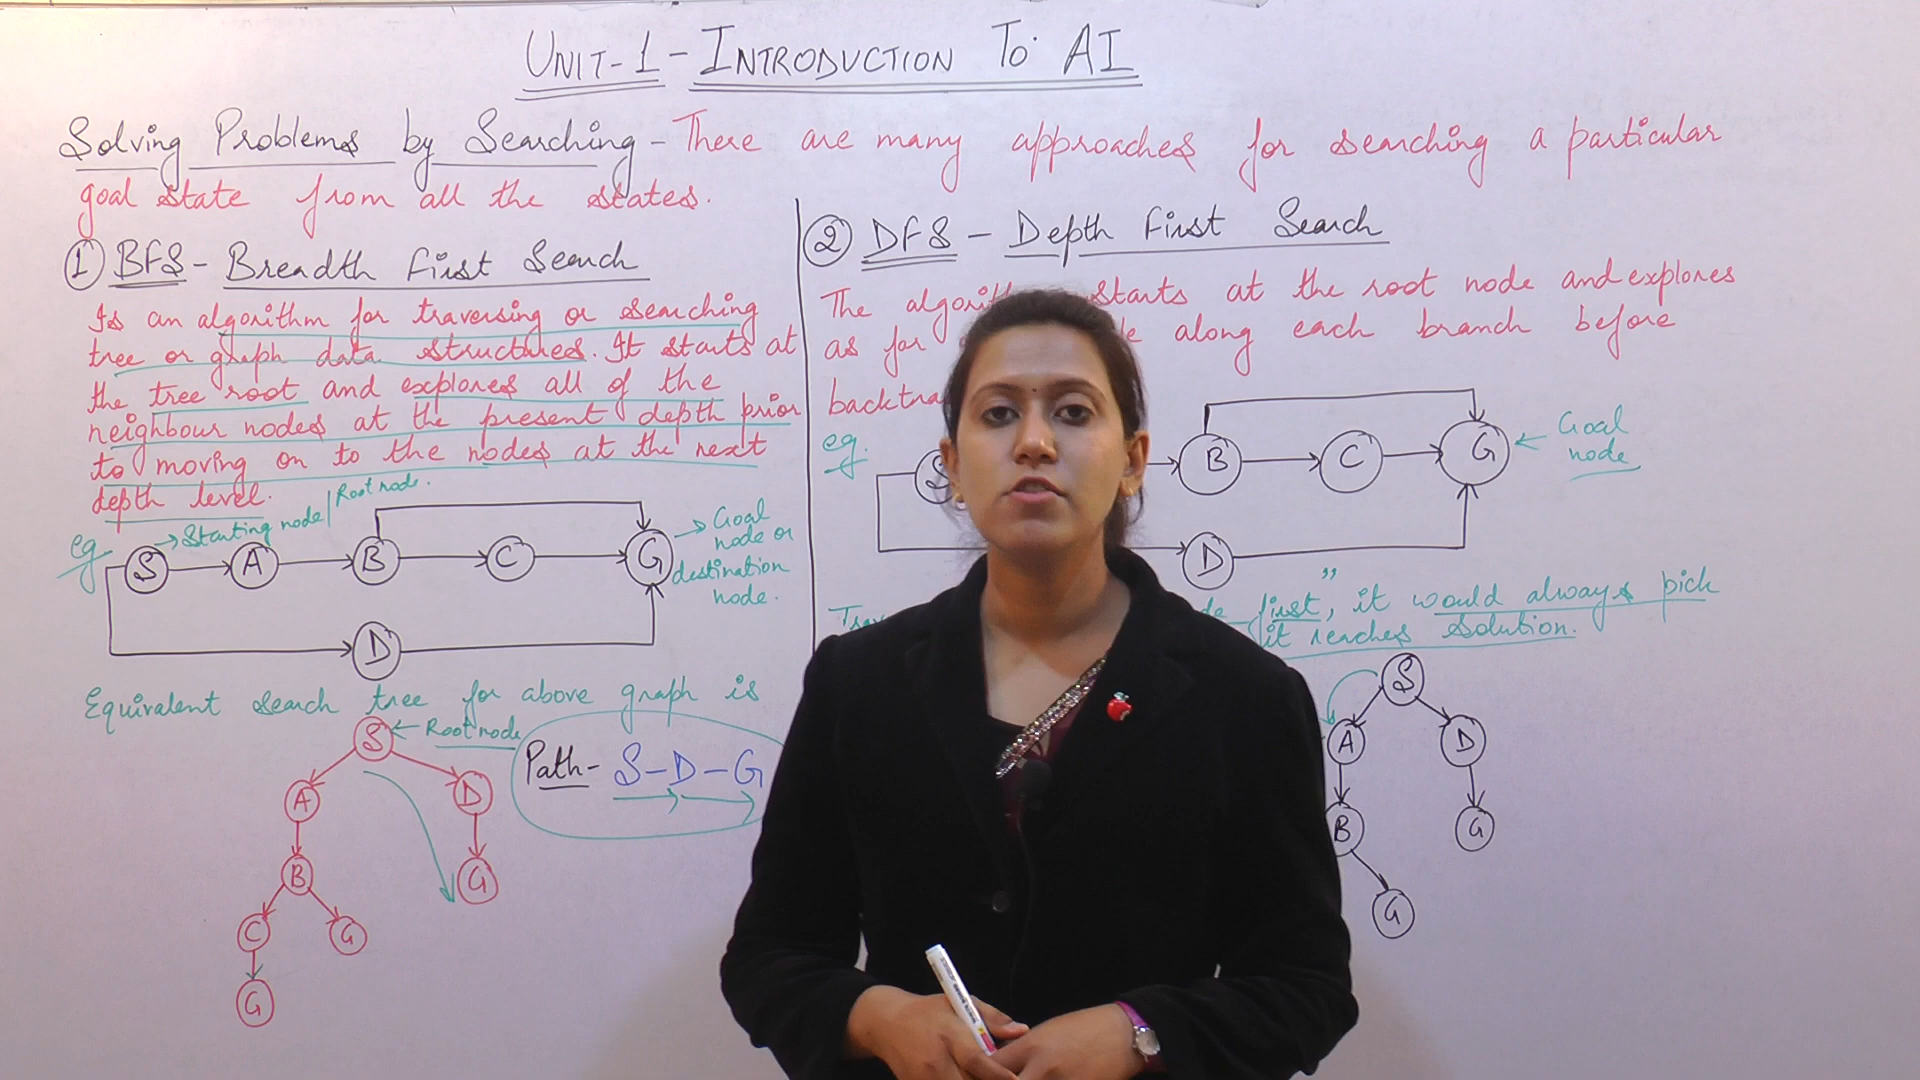 UNIT-1 - INTRODUCTION TO AI
Solving Problems by Searching - There are many approaches for searching a particular
goal state from all the states.
① BFS - Breadth First Search
Is an algorithm for traversing or searching
tree or graph data structures. It starts at
the tree root and explores all of the
neighbour nodes at the present depth prior
to moving on to the nodes at the next
depth level.
eg
→ Starting node / Root node.
S A B C G
→ Goal
node or
destination
node.
D
Equivalent search tree for above graph is
S ← Root node
A D
B G
C G
G
Path - S-D-G
② DFS - Depth First Search
The starts at the root node and explores
as far along each branch before
eg.
B C G ← Goal
node
D
first", it would always pick
it reaches solution.
S
A D
B G
G